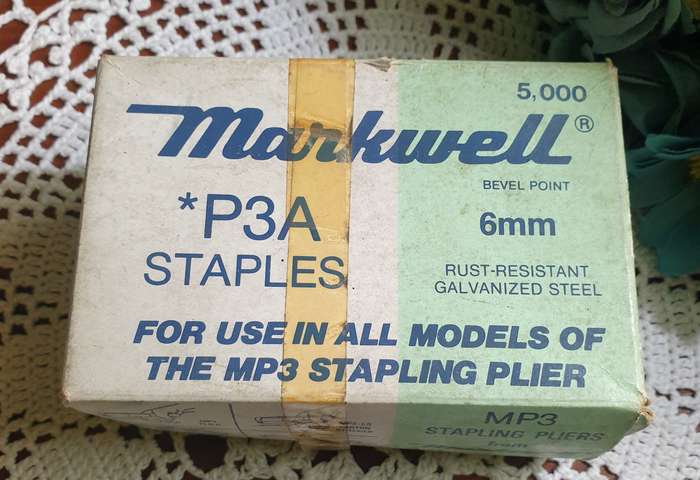 5,000
Markwell®
BEVEL POINT
*P3A
6mm
STAPLES
RUST-RESISTANT
GALVANIZED STEEL
FOR USE IN ALL MODELS OF
THE MP3 STAPLING PLIER
MP3
STAPLING PLIERS
from